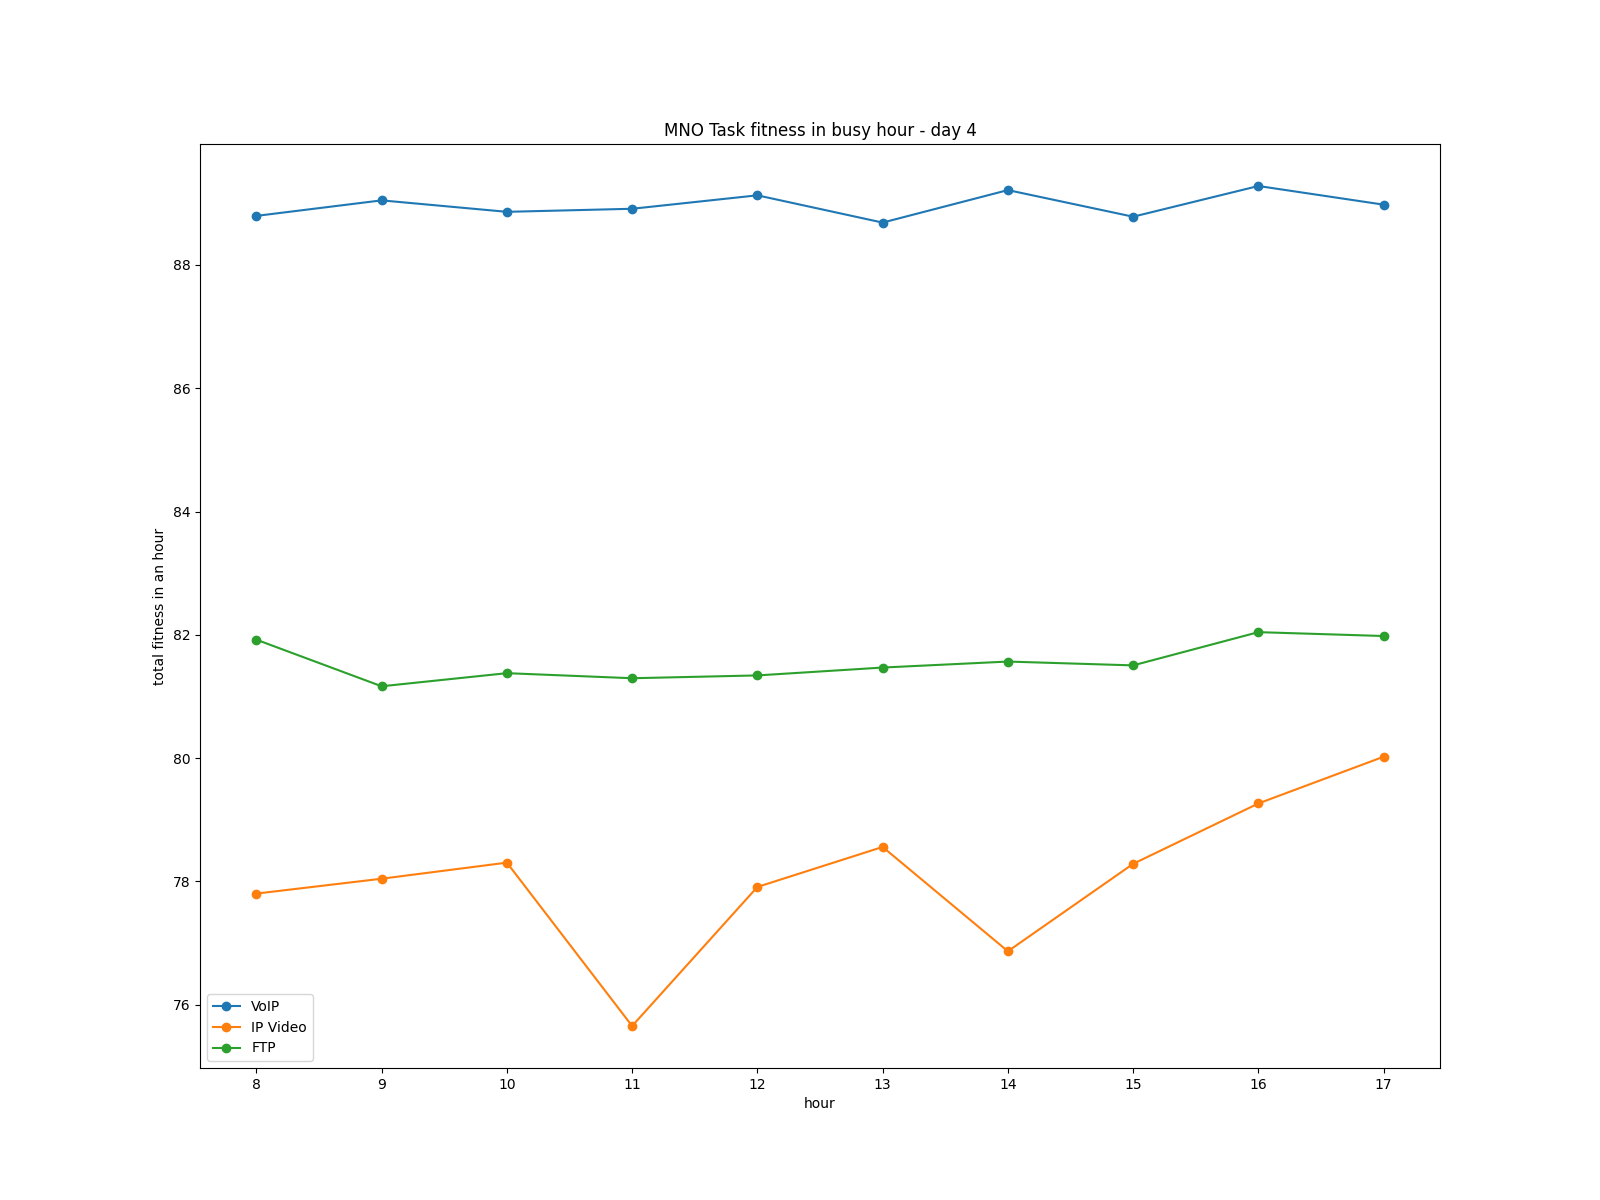 MNO Task fitness in busy hour - day 4
total fitness in an hour
88
86
84
82
80
78
76
VoIP
IP Video
FTP
8 9 10 11 12 13 14 15 16 17
hour